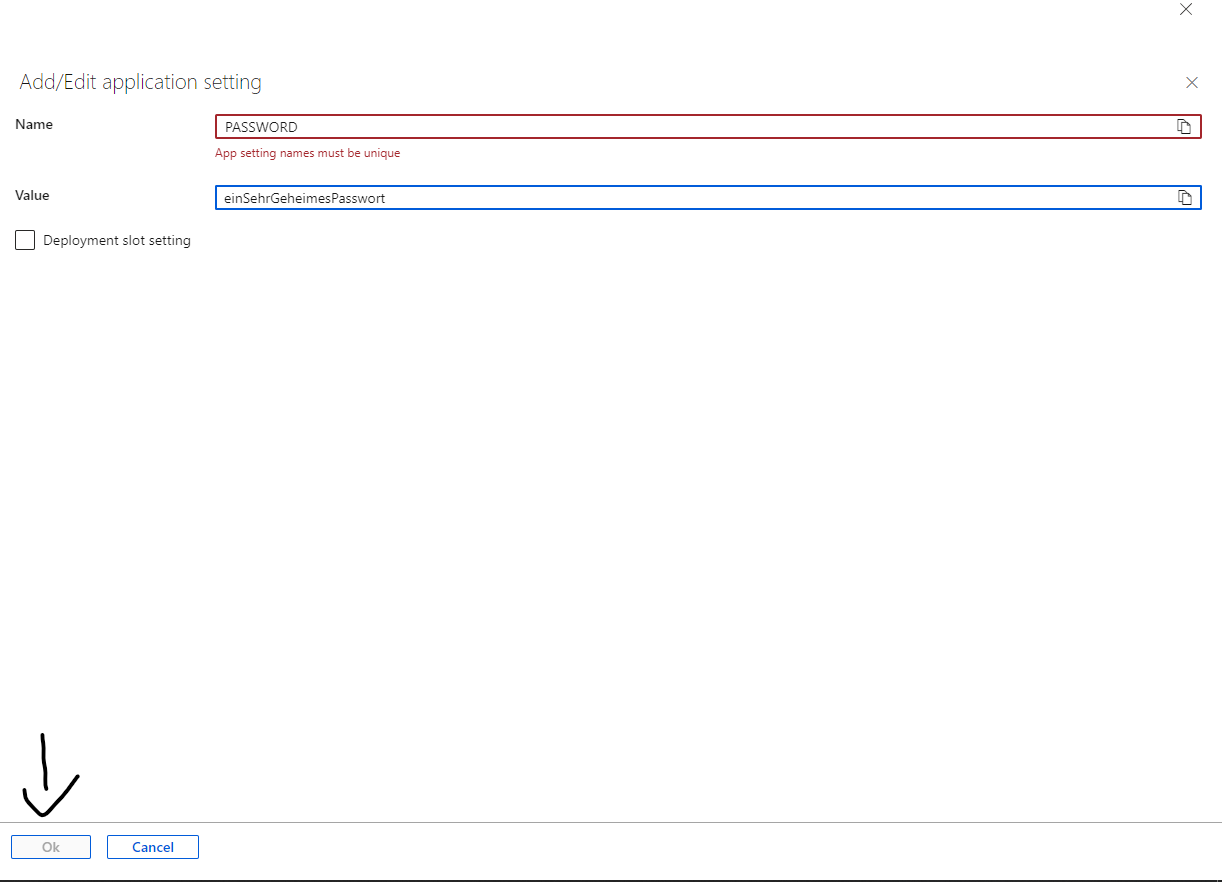 Add/Edit application setting
Name
PASSWORD
App setting names must be unique
Value
einSehrGeheimesPasswort
Deployment slot setting
Ok
Cancel